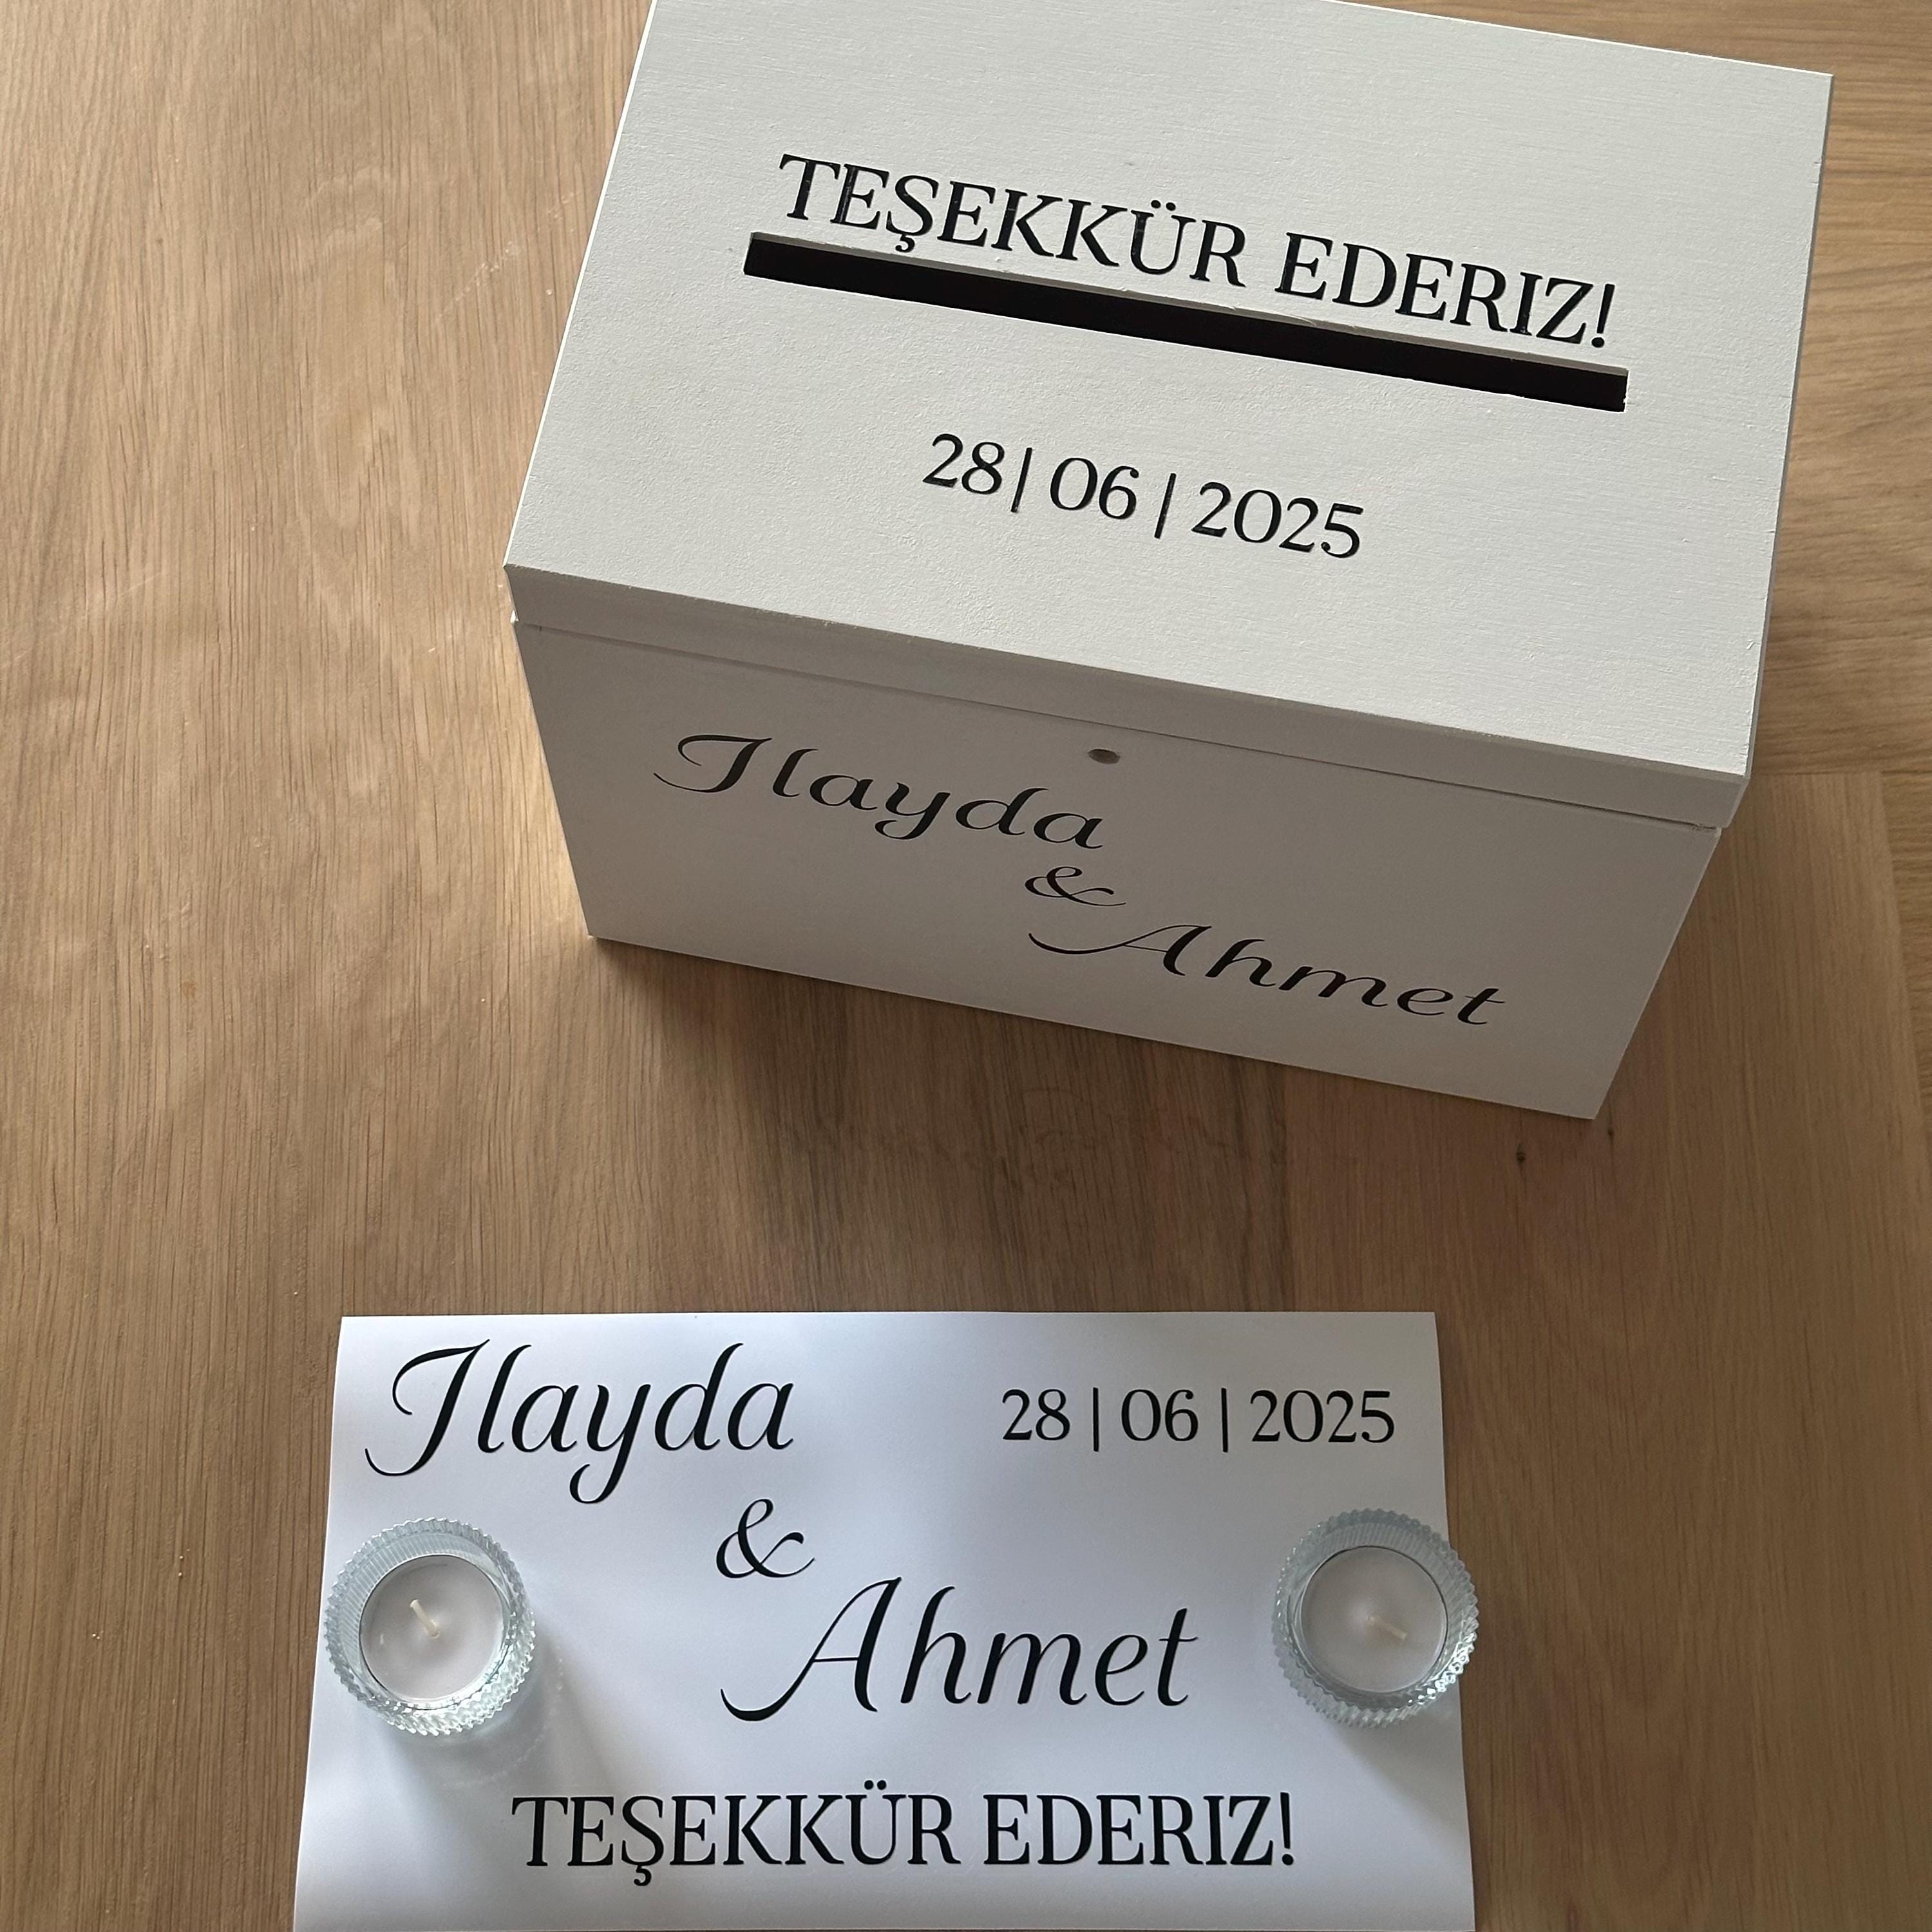 TEŞEKKÜR EDERIZ!
28| 06 | 2025
Ilayda
&
Ahmet
Ilayda
28 | 06 | 2025
&
Ahmet
TEŞEKKÜR EDERIZ!